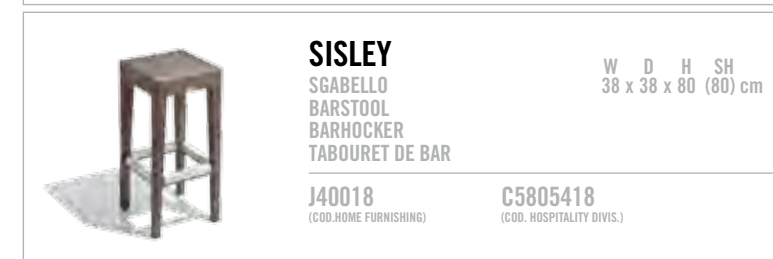 SISLEY
SGABELLO
BARSTOOL
BARHOCKER
TABOURET DE BAR
W D H SH
38 x 38 x 80 (80) cm
J40018
(COD.HOME FURNISHING)
C5805418
(COD. HOSPITALITY DIVIS.)